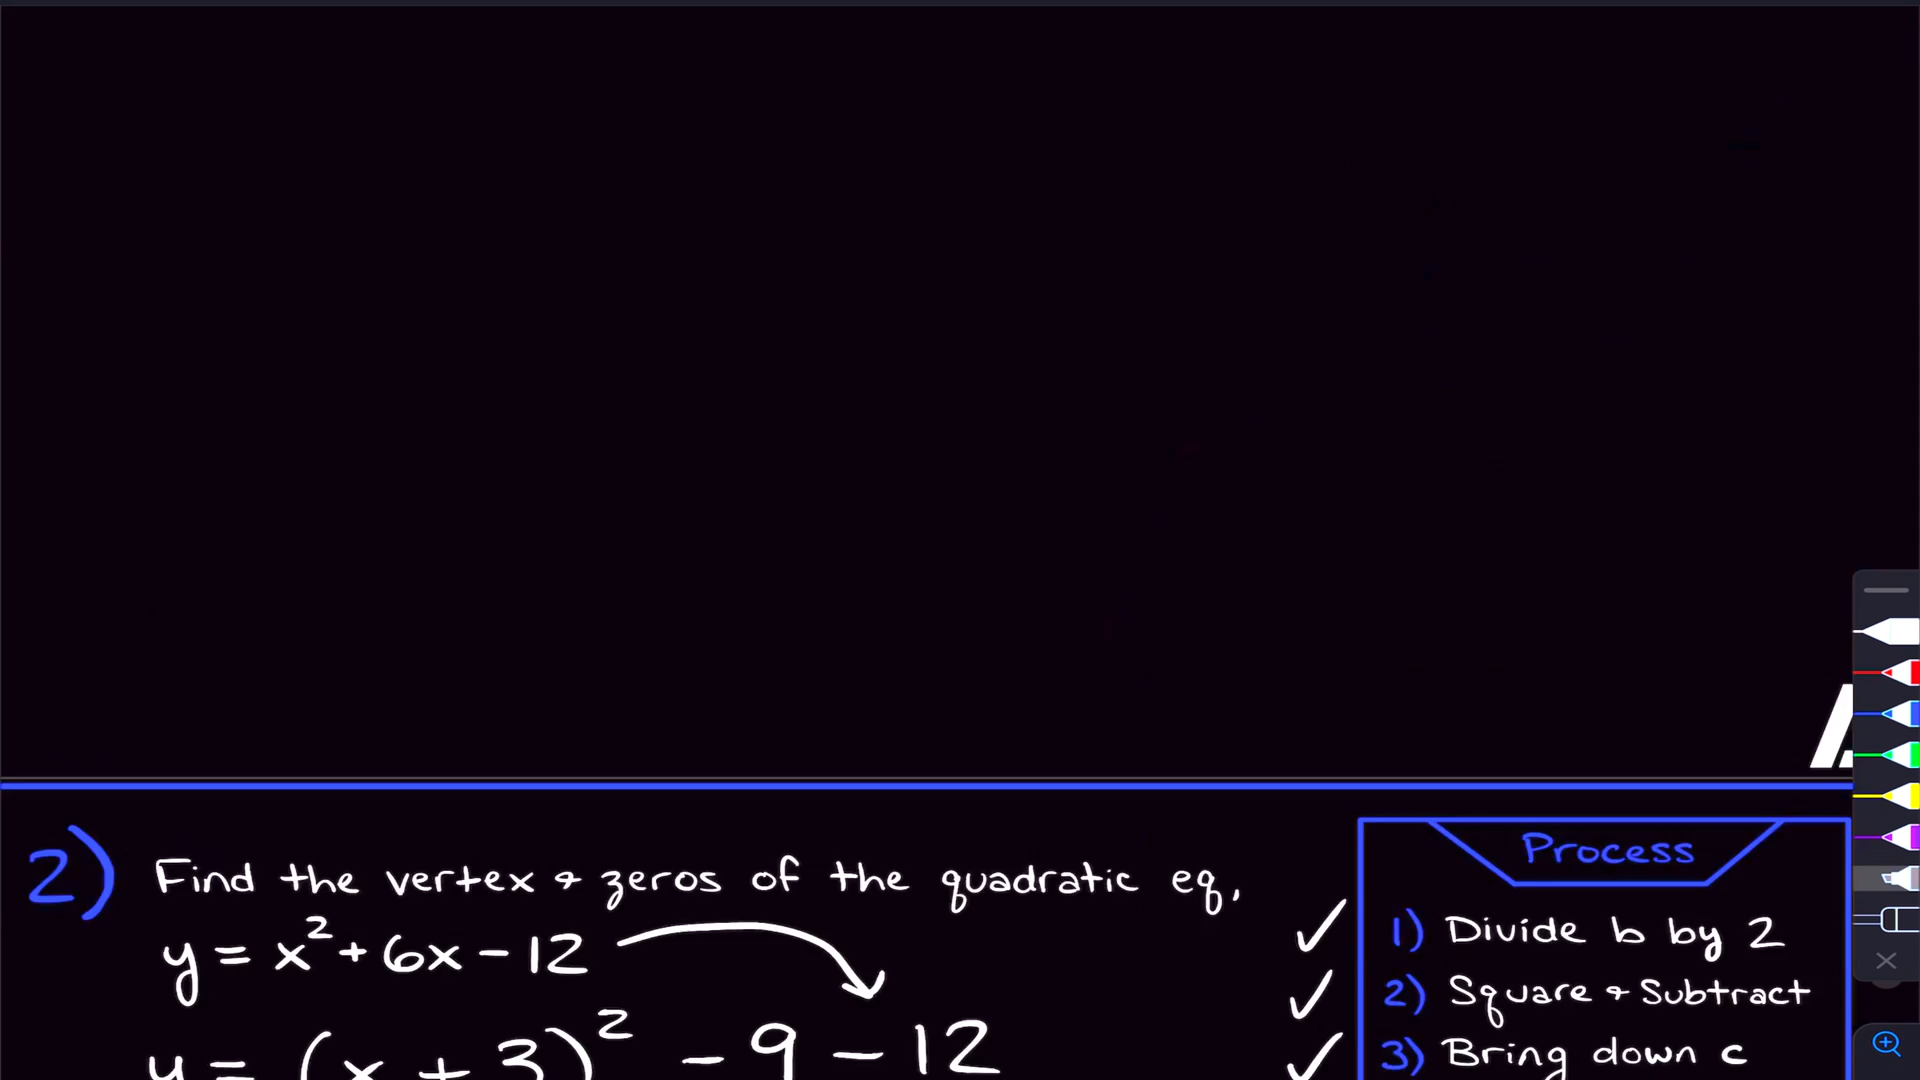 A
2) Find the vertex & zeros of the quadratic eq.
y = x² + 6x - 12
y = (x + 3)² - 9 - 12
Process
1) Divide b by 2
2) Square & Subtract
3) Bring down c